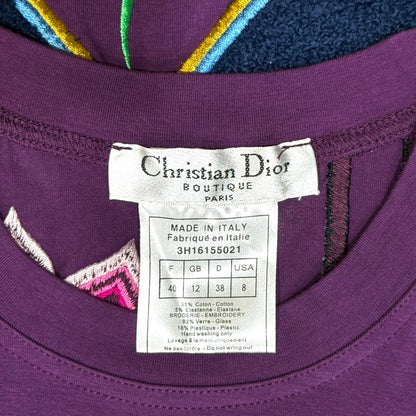 Christian Dior
BOUTIQUE
PARIS
MADE IN ITALY
Fabriqué en Italie
3H16155021
F GB D USA
40 12 38 8
95% Coton - Cotton
5% Elastanne - Elastane
BRODERIE - EMBROIDERY
82% Verre - Glass
18% Plastique - Plastic
Hand washing only
Lavage à la main uniquement
Ne pas tordre - Do not wring out